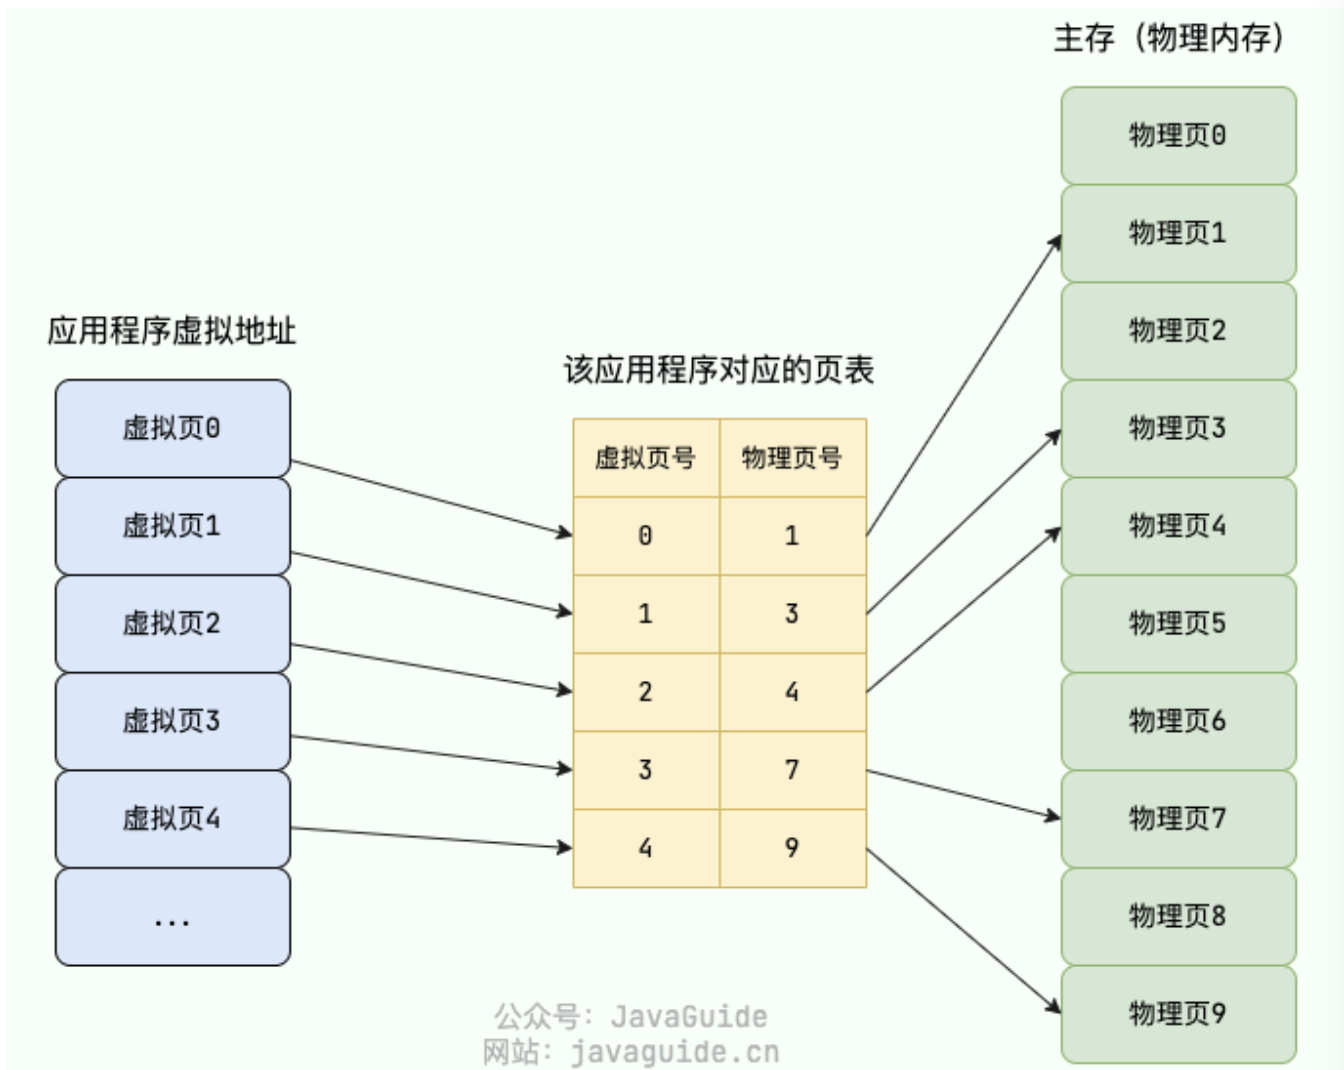 主存（物理内存）
物理页0
物理页1
物理页2
物理页3
物理页4
物理页5
物理页6
物理页7
物理页8
物理页9
应用程序虚拟地址
虚拟页0
虚拟页1
虚拟页2
虚拟页3
虚拟页4
...
该应用程序对应的页表
虚拟页号 物理页号
0 1
1 3
2 4
3 7
4 9
公众号：JavaGuide
网站：javaguide.cn